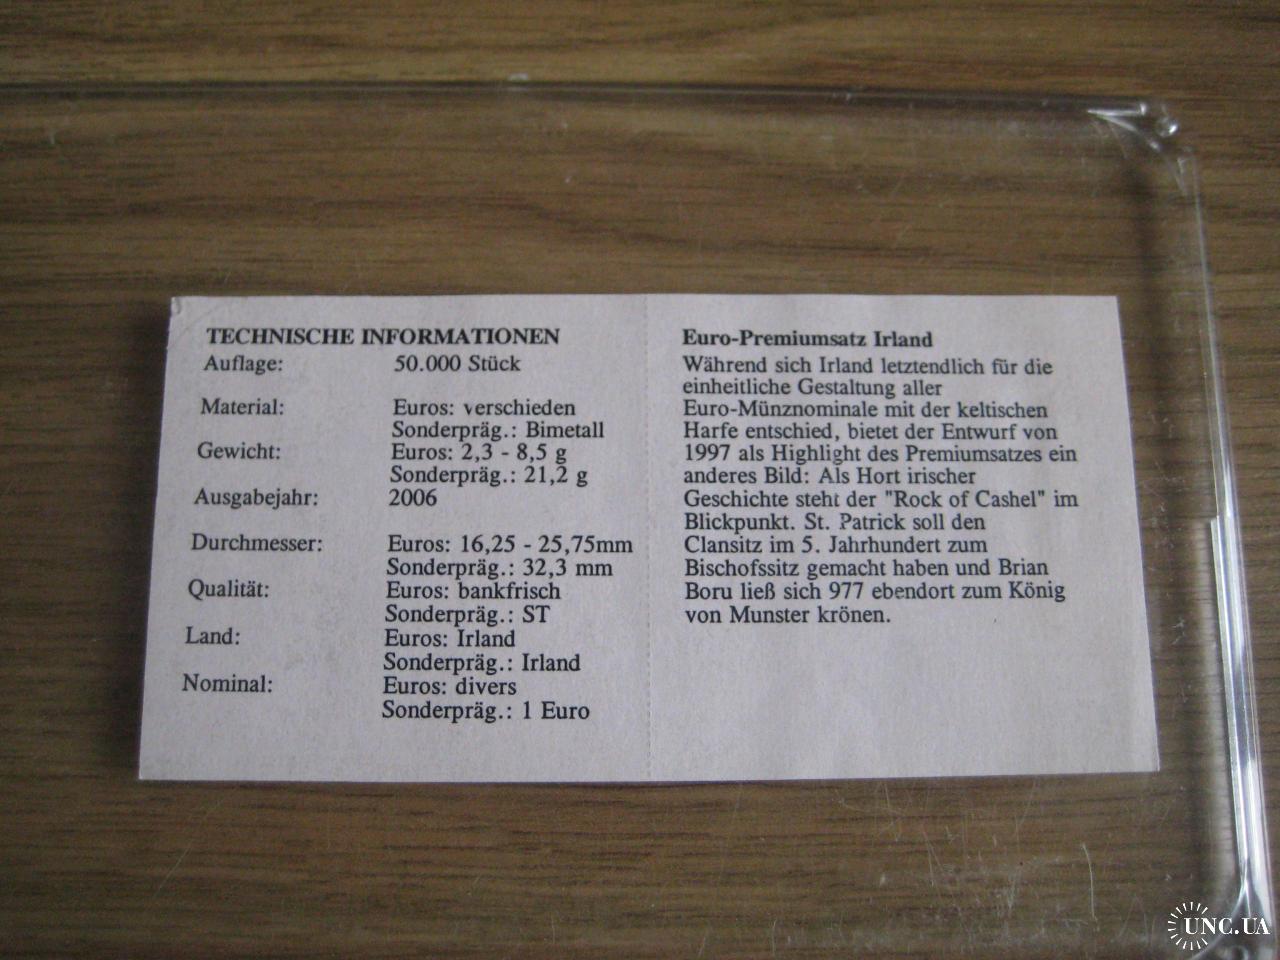 TECHNISCHE INFORMATIONEN
Auflage: 50.000 Stück
Material: Euros: verschieden
Sonderpräg.: Bimetall
Gewicht: Euros: 2,3 - 8,5 g
Sonderpräg.: 21,2 g
Ausgabejahr: 2006
Durchmesser: Euros: 16,25 - 25,75mm
Sonderpräg.: 32,3 mm
Qualität: Euros: bankfrisch
Sonderpräg.: ST
Land: Euros: Irland
Sonderpräg.: Irland
Nominal: Euros: divers
Sonderpräg.: 1 Euro
Euro-Premiumsatz Irland
Während sich Irland letztendlich für die
einheitliche Gestaltung aller
Euro-Münznominale mit der keltischen
Harfe entschied, bietet der Entwurf von
1997 als Highlight des Premiumsatzes ein
anderes Bild: Als Hort irischer
Geschichte steht der "Rock of Cashel" im
Blickpunkt. St. Patrick soll den
Clansitz im 5. Jahrhundert zum
Bischofssitz gemacht haben und Brian
Boru ließ sich 977 ebendort zum König
von Munster krönen.
UNC.UA